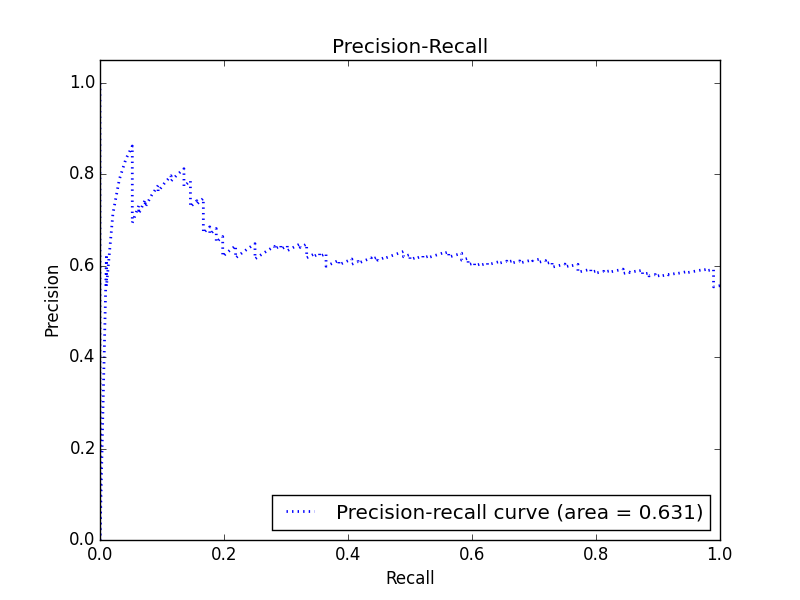 Precision-Recall
1.0
0.8
0.6
0.4
0.2
0.0
Precision
Precision-recall curve (area = 0.631)
0.0 0.2 0.4 0.6 0.8 1.0
Recall